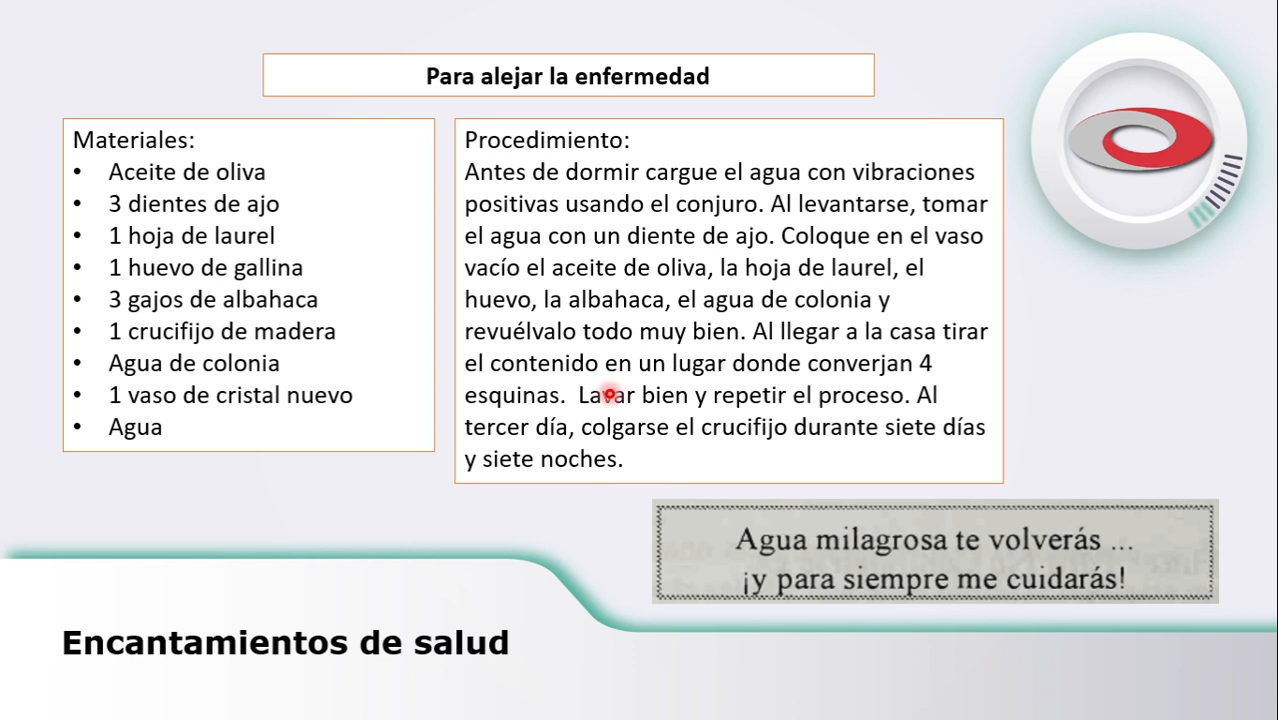 Para alejar la enfermedad
Materiales:
• Aceite de oliva
• 3 dientes de ajo
• 1 hoja de laurel
• 1 huevo de gallina
• 3 gajos de albahaca
• 1 crucifijo de madera
• Agua de colonia
• 1 vaso de cristal nuevo
• Agua
Procedimiento:
Antes de dormir cargue el agua con vibraciones
positivas usando el conjuro. Al levantarse, tomar
el agua con un diente de ajo. Coloque en el vaso
vacío el aceite de oliva, la hoja de laurel, el
huevo, la albahaca, el agua de colonia y
revuélvalo todo muy bien. Al llegar a la casa tirar
el contenido en un lugar donde converjan 4
esquinas. Lavar bien y repetir el proceso. Al
tercer día, colgarse el crucifijo durante siete días
y siete noches.
Agua milagrosa te volverás ...
¡y para siempre me cuidarás!
Encantamientos de salud